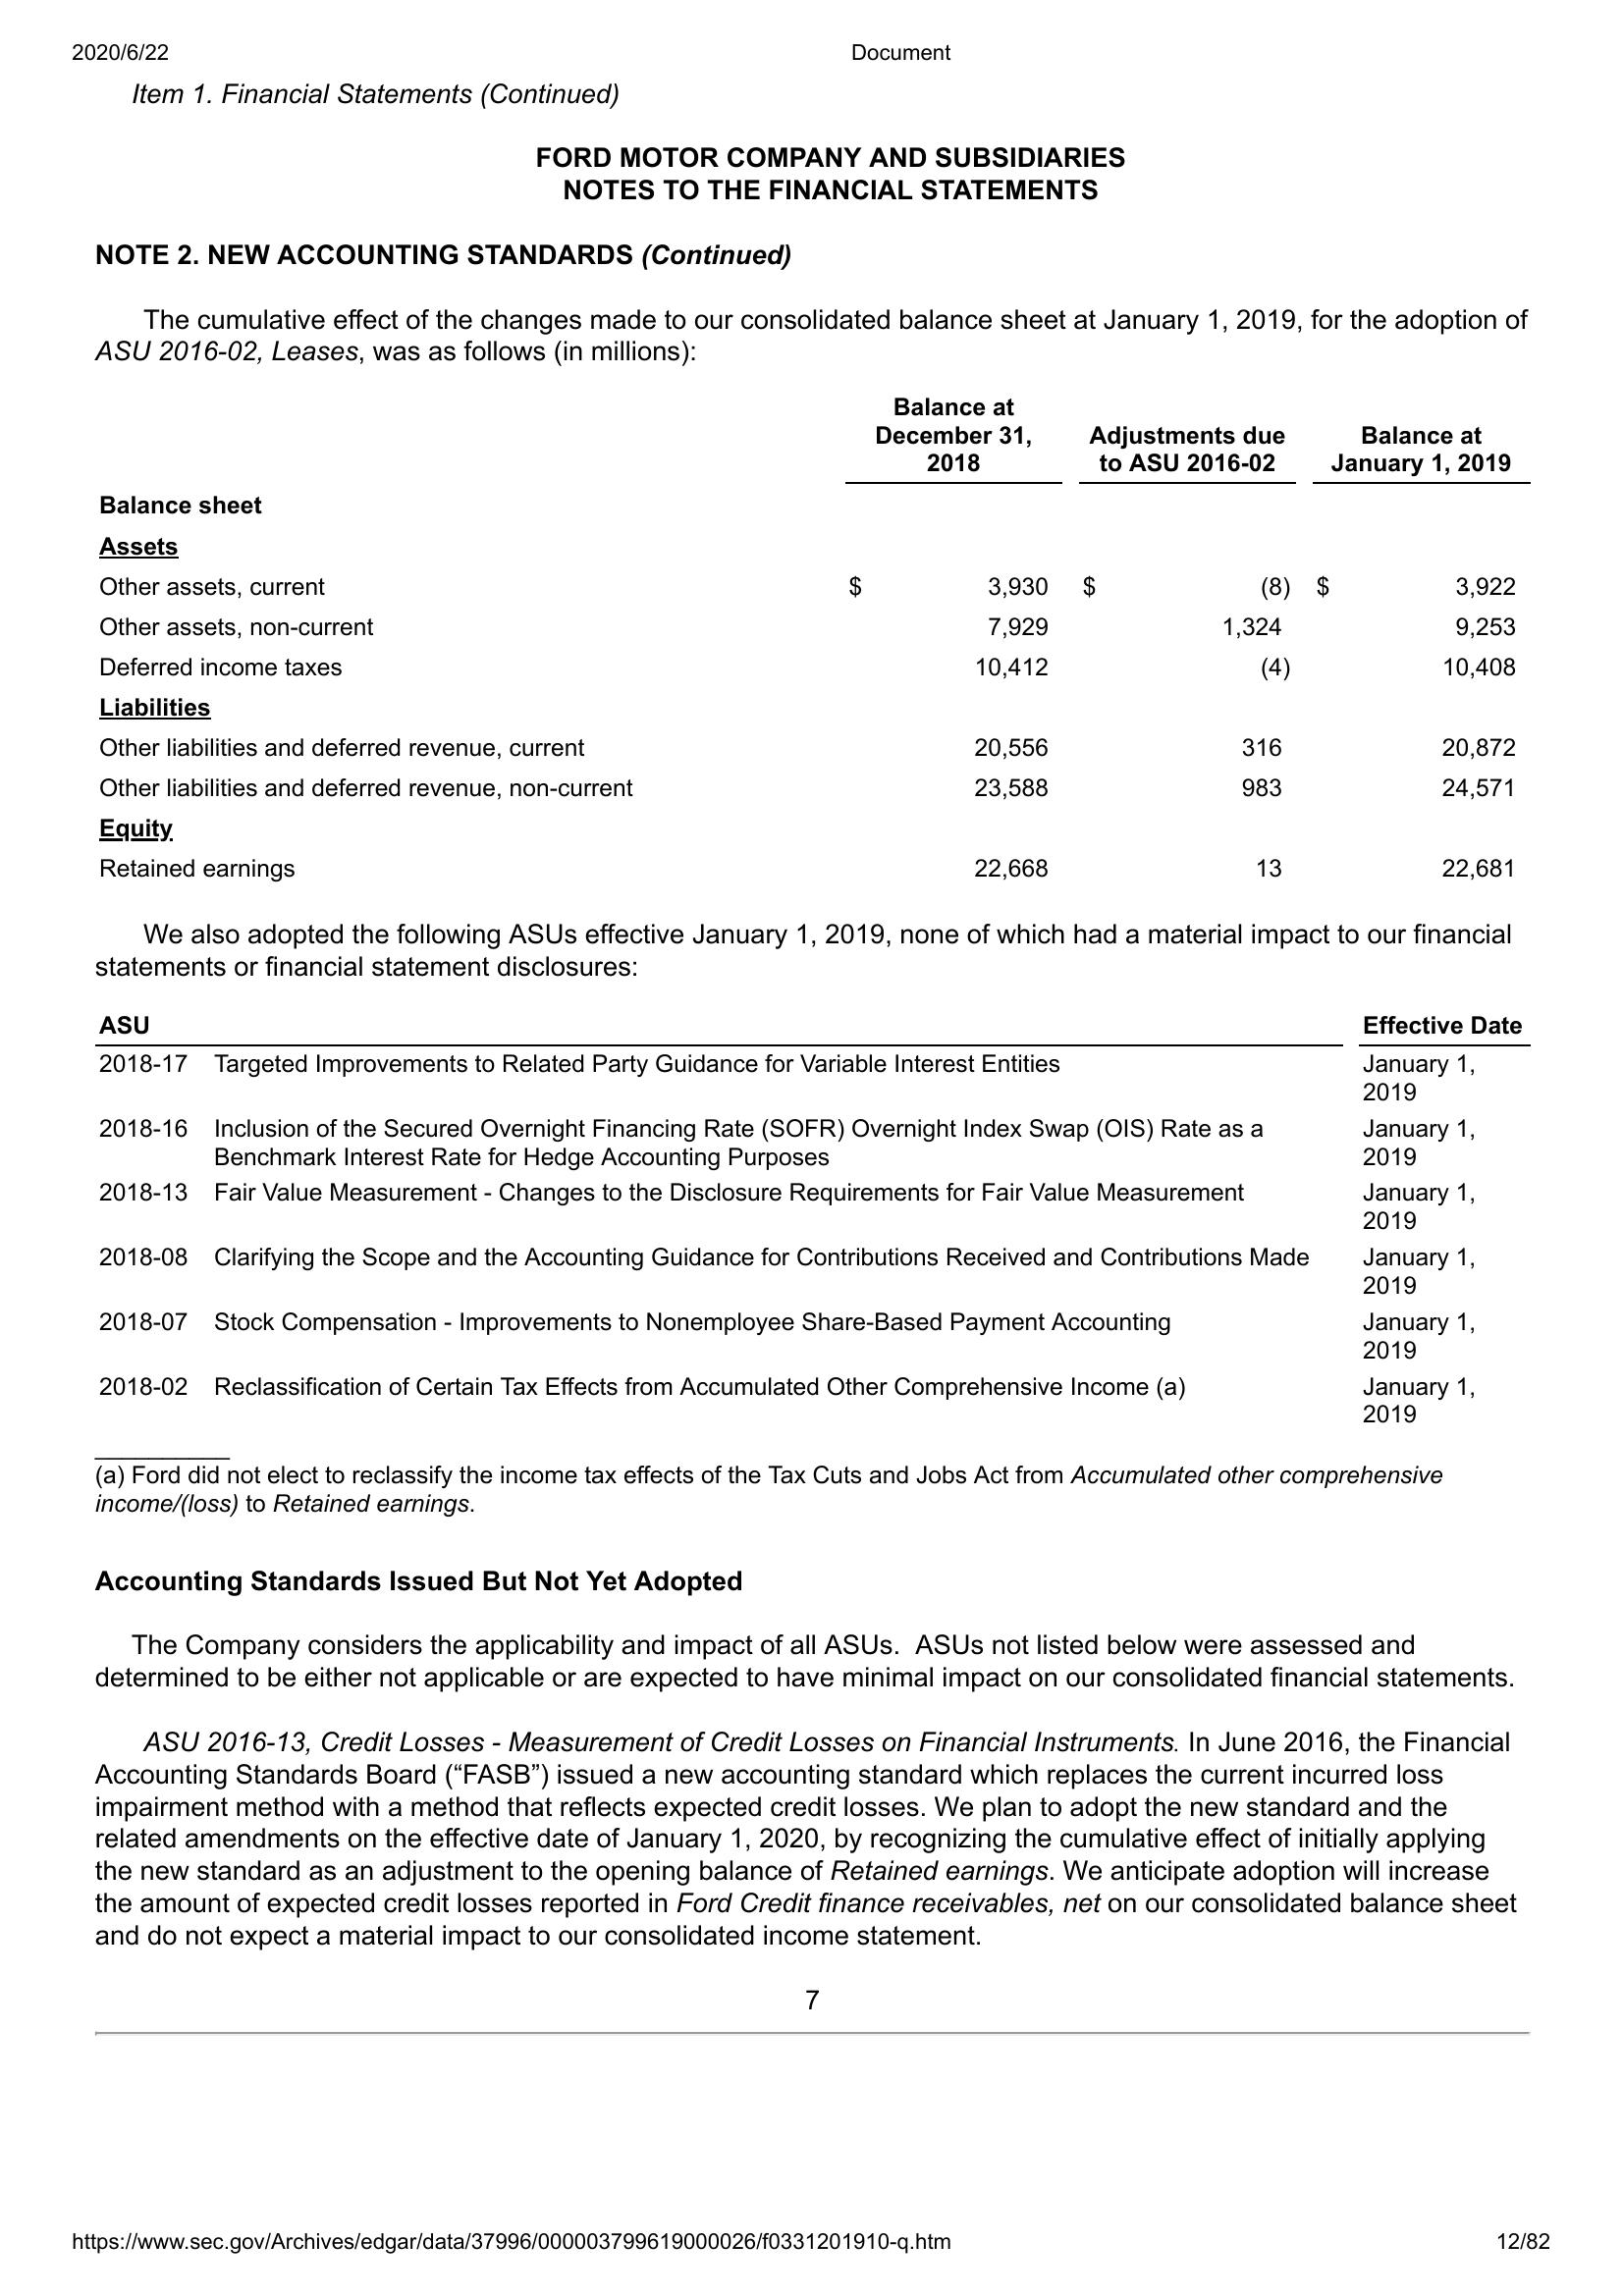 2020/6/22 Document
Item 1. Financial Statements (Continued)
FORD MOTOR COMPANY AND SUBSIDIARIES
NOTES TO THE FINANCIAL STATEMENTS
NOTE 2. NEW ACCOUNTING STANDARDS (Continued)
The cumulative effect of the changes made to our consolidated balance sheet at January 1, 2019, for the adoption of
ASU 2016-02, Leases, was as follows (in millions):
Balance at
December 31, Adjustments due Balance at
2018 to ASU 2016-02 January 1, 2019
Balance sheet
Assets
Other assets, current $ 3,930 $ (8) $ 3,922
Other assets, non-current 7,929 1,324 9,253
Deferred income taxes 10,412 (4) 10,408
Liabilities
Other liabilities and deferred revenue, current 20,556 316 20,872
Other liabilities and deferred revenue, non-current 23,588 983 24,571
Equity
Retained earnings 22,668 13 22,681
We also adopted the following ASUs effective January 1, 2019, none of which had a material impact to our financial
statements or financial statement disclosures:
ASU Effective Date
2018-17 Targeted Improvements to Related Party Guidance for Variable Interest Entities January 1,
2019
2018-16 Inclusion of the Secured Overnight Financing Rate (SOFR) Overnight Index Swap (OIS) Rate as a January 1,
Benchmark Interest Rate for Hedge Accounting Purposes 2019
2018-13 Fair Value Measurement - Changes to the Disclosure Requirements for Fair Value Measurement January 1,
2019
2018-08 Clarifying the Scope and the Accounting Guidance for Contributions Received and Contributions Made January 1,
2019
2018-07 Stock Compensation - Improvements to Nonemployee Share-Based Payment Accounting January 1,
2019
2018-02 Reclassification of Certain Tax Effects from Accumulated Other Comprehensive Income (a) January 1,
2019
__________
(a) Ford did not elect to reclassify the income tax effects of the Tax Cuts and Jobs Act from Accumulated other comprehensive
income/(loss) to Retained earnings.
Accounting Standards Issued But Not Yet Adopted
The Company considers the applicability and impact of all ASUs.  ASUs not listed below were assessed and
determined to be either not applicable or are expected to have minimal impact on our consolidated financial statements.
ASU 2016-13, Credit Losses - Measurement of Credit Losses on Financial Instruments. In June 2016, the Financial
Accounting Standards Board (“FASB”) issued a new accounting standard which replaces the current incurred loss
impairment method with a method that reflects expected credit losses. We plan to adopt the new standard and the
related amendments on the effective date of January 1, 2020, by recognizing the cumulative effect of initially applying
the new standard as an adjustment to the opening balance of Retained earnings. We anticipate adoption will increase
the amount of expected credit losses reported in Ford Credit finance receivables, net on our consolidated balance sheet
and do not expect a material impact to our consolidated income statement.
7
https://www.sec.gov/Archives/edgar/data/37996/000003799619000026/f0331201910-q.htm 12/82